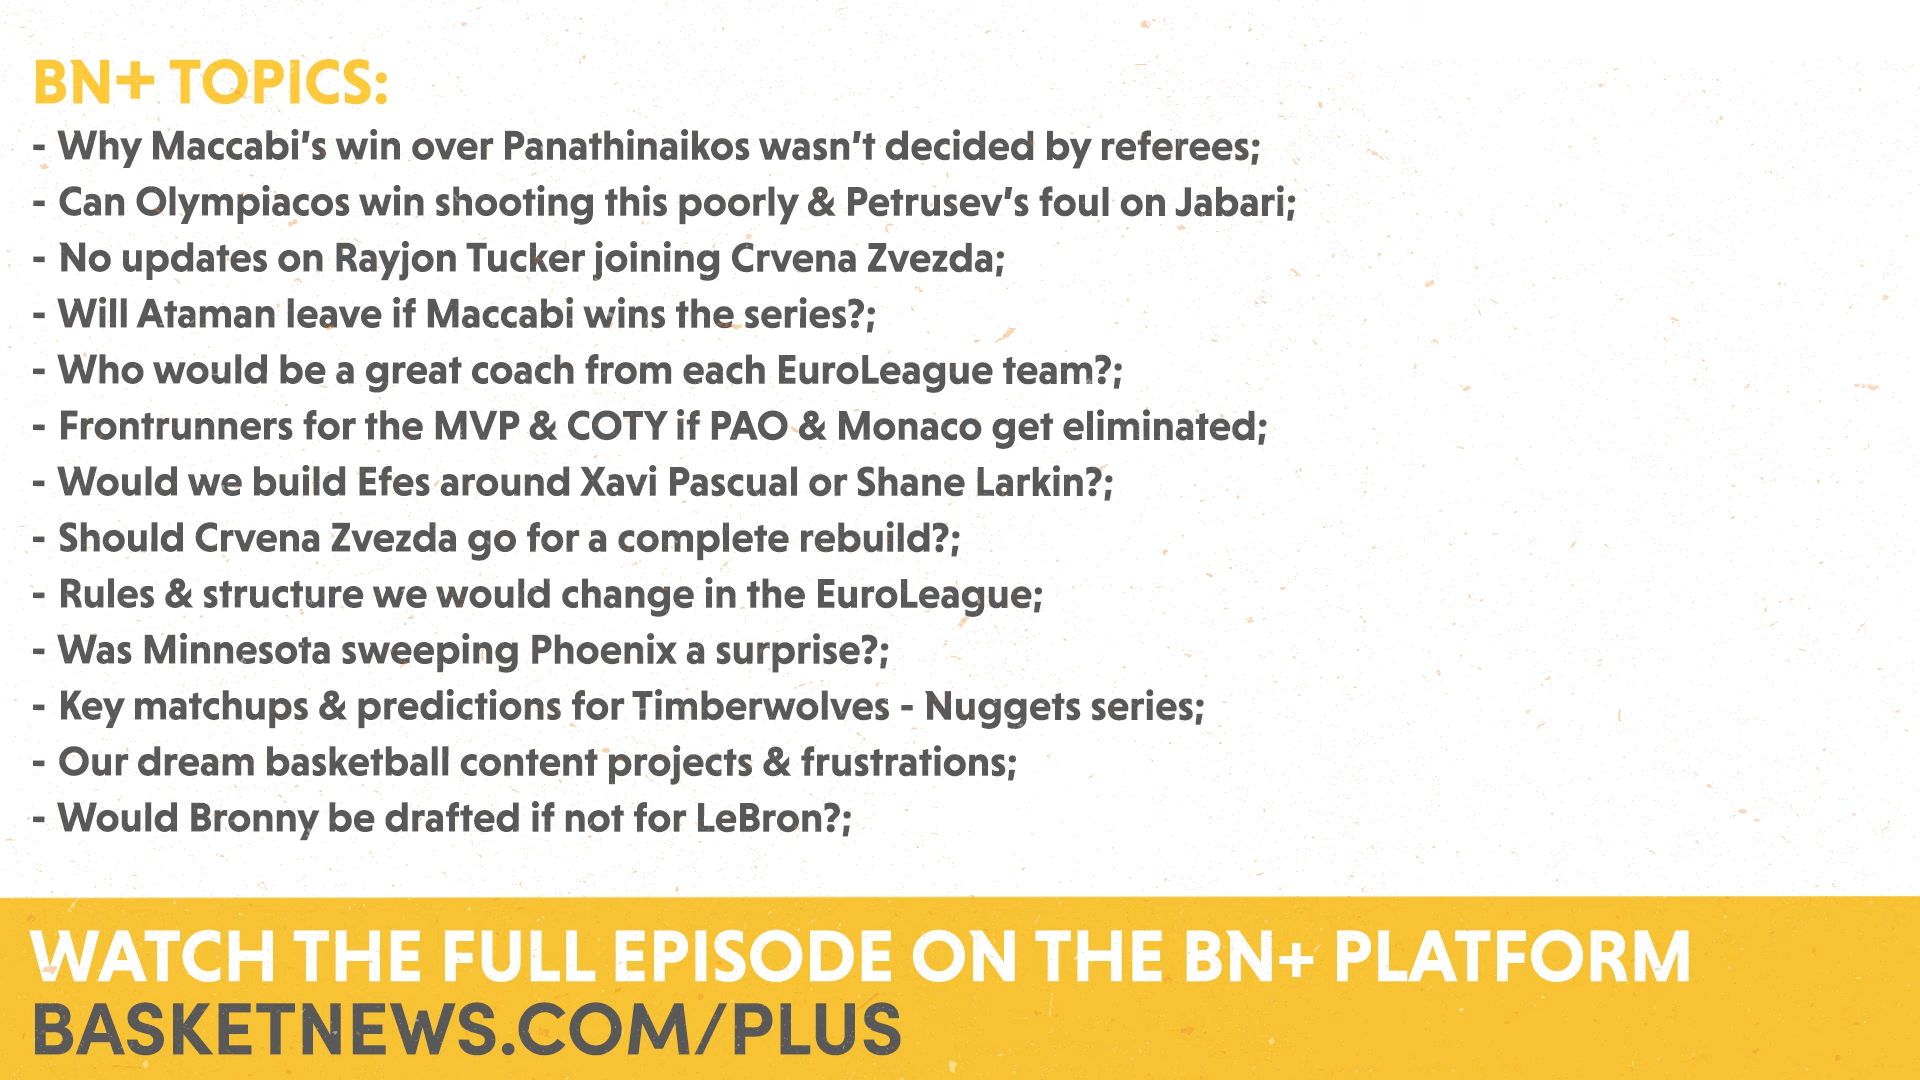 BN+ TOPICS:
- Why Maccabi's win over Panathinaikos wasn't decided by referees;
- Can Olympiacos win shooting this poorly & Petrusev's foul on Jabari;
- No updates on Rayjon Tucker joining Crvena Zvezda;
- Will Ataman leave if Maccabi wins the series?;
- Who would be a great coach from each EuroLeague team?;
- Frontrunners for the MVP & COTY if PAO & Monaco get eliminated;
- Would we build Efes around Xavi Pascual or Shane Larkin?;
- Should Crvena Zvezda go for a complete rebuild?;
- Rules & structure we would change in the EuroLeague;
- Was Minnesota sweeping Phoenix a surprise?;
- Key matchups & predictions for Timberwolves - Nuggets series;
- Our dream basketball content projects & frustrations;
- Would Bronny be drafted if not for LeBron?;
WATCH THE FULL EPISODE ON THE BN+ PLATFORM
BASKETNEWS.COM/PLUS